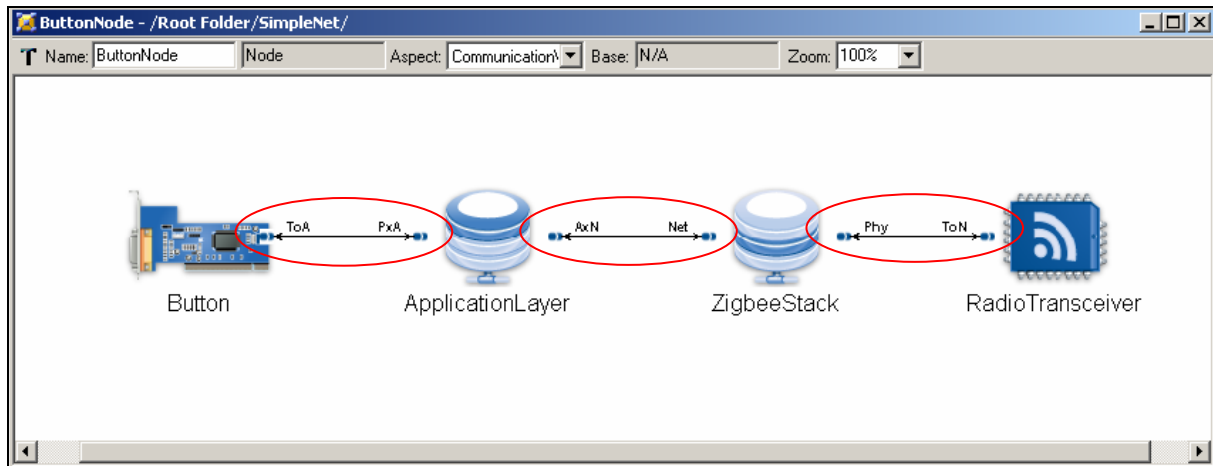 ButtonNode - /Root Folder/SimpleNet/
T Name: ButtonNode Node Aspect: Communication\ Base: N/A Zoom: 100%
ToA PxA AxN Net Phy ToN
Button ApplicationLayer ZigbeeStack RadioTransceiver